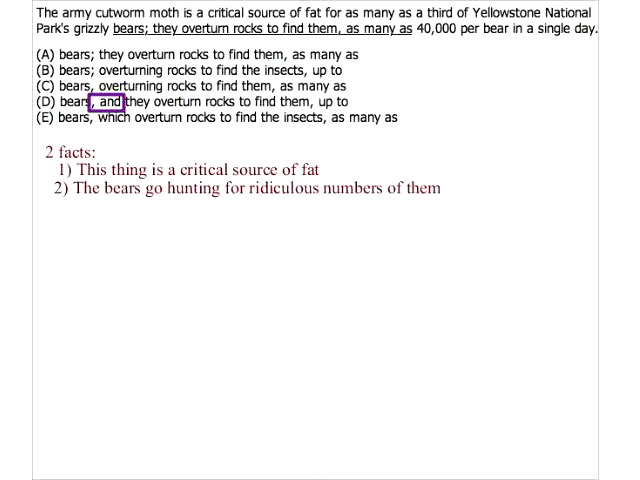 The army cutworm moth is a critical source of fat for as many as a third of Yellowstone National
Park's grizzly bears; they overturn rocks to find them, as many as 40,000 per bear in a single day.
(A) bears; they overturn rocks to find them, as many as
(B) bears; overturning rocks to find the insects, up to
(C) bears, overturning rocks to find them, as many as
(D) bears, and they overturn rocks to find them, up to
(E) bears, which overturn rocks to find the insects, as many as
2 facts:
1) This thing is a critical source of fat
2) The bears go hunting for ridiculous numbers of them